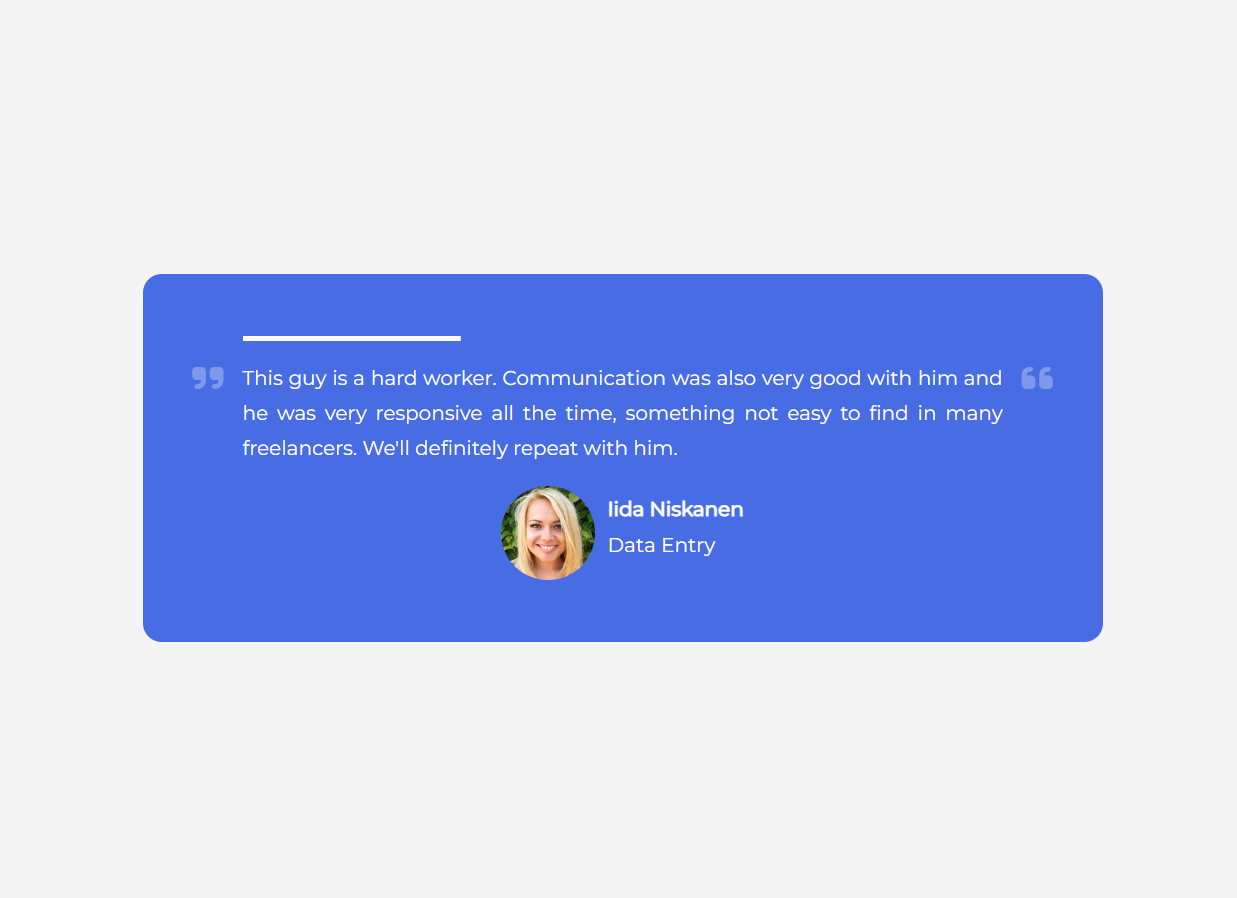 This guy is a hard worker. Communication was also very good with him and
he was very responsive all the time, something not easy to find in many
freelancers. We'll definitely repeat with him.
Iida Niskanen
Data Entry